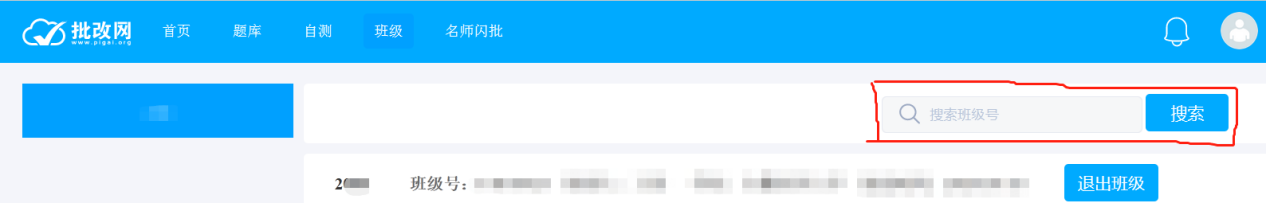 批改网 首页 题库 自测 班级 名师闪批
www.pigai.org
搜索班级号 搜索
班级号： 退出班级